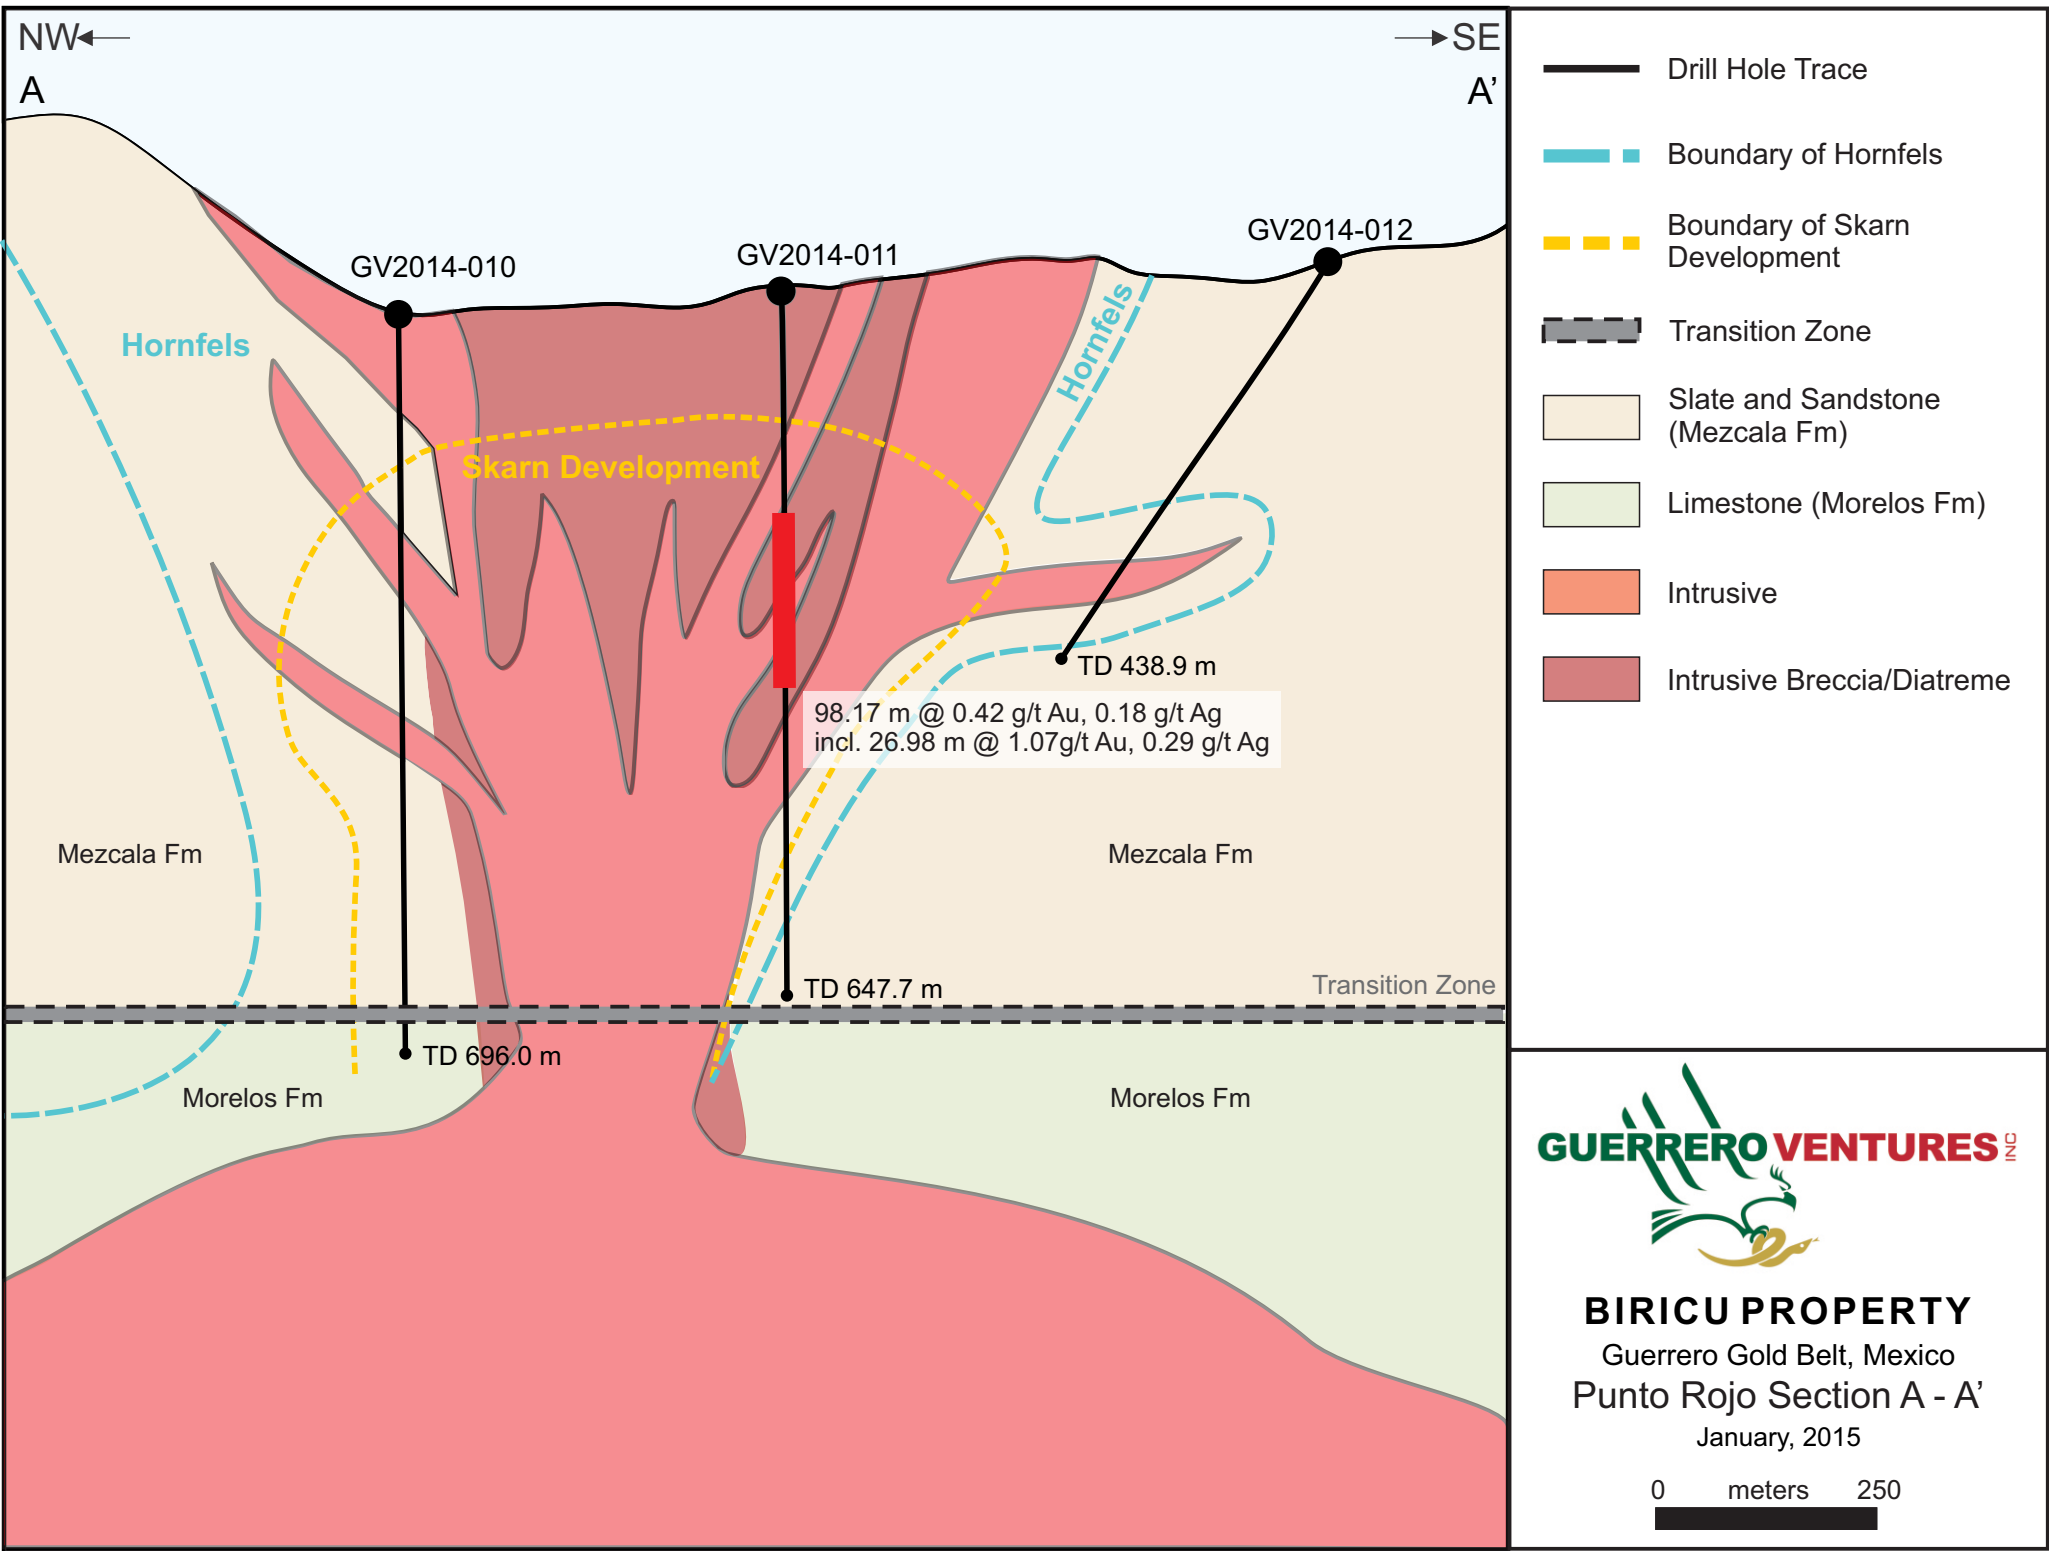 NW
SE
A
A’
GV2014-010
GV2014-011
GV2014-012
Hornfels
Hornfels
Skarn Development
TD 438.9 m
98.17 m @ 0.42 g/t Au, 0.18 g/t Ag
incl. 26.98 m @ 1.07g/t Au, 0.29 g/t Ag
Mezcala Fm
Mezcala Fm
TD 647.7 m
Transition Zone
TD 696.0 m
Morelos Fm
Morelos Fm
Drill Hole Trace
Boundary of Hornfels
Boundary of Skarn
Development
Transition Zone
Slate and Sandstone
(Mezcala Fm)
Limestone (Morelos Fm)
Intrusive
Intrusive Breccia/Diatreme
GUERRERO VENTURES INC
BIRICU PROPERTY
Guerrero Gold Belt, Mexico
Punto Rojo Section A - A’
January, 2015
0 meters 250